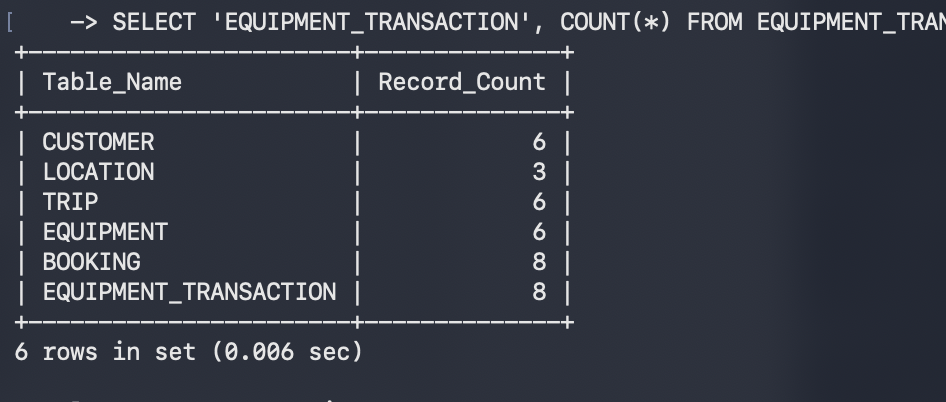 [    -> SELECT 'EQUIPMENT_TRANSACTION', COUNT(*) FROM EQUIPMENT_TRAN
+-----------------------+--------------+
| Table_Name            | Record_Count |
+-----------------------+--------------+
| CUSTOMER              |            6 |
| LOCATION              |            3 |
| TRIP                  |            6 |
| EQUIPMENT             |            6 |
| BOOKING               |            8 |
| EQUIPMENT_TRANSACTION |            8 |
+-----------------------+--------------+
6 rows in set (0.006 sec)